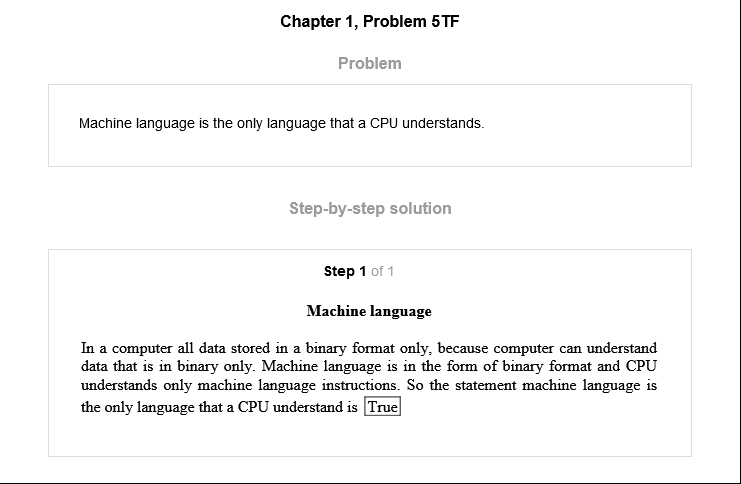 Chapter 1, Problem 5TF
Problem
Machine language is the only language that a CPU understands.
Step-by-step solution
Step 1 of 1
Machine language
In a computer all data stored in a binary format only, because computer can understand
data that is in binary only. Machine language is in the form of binary format and CPU
understands only machine language instructions. So the statement machine language is
the only language that a CPU understand is True